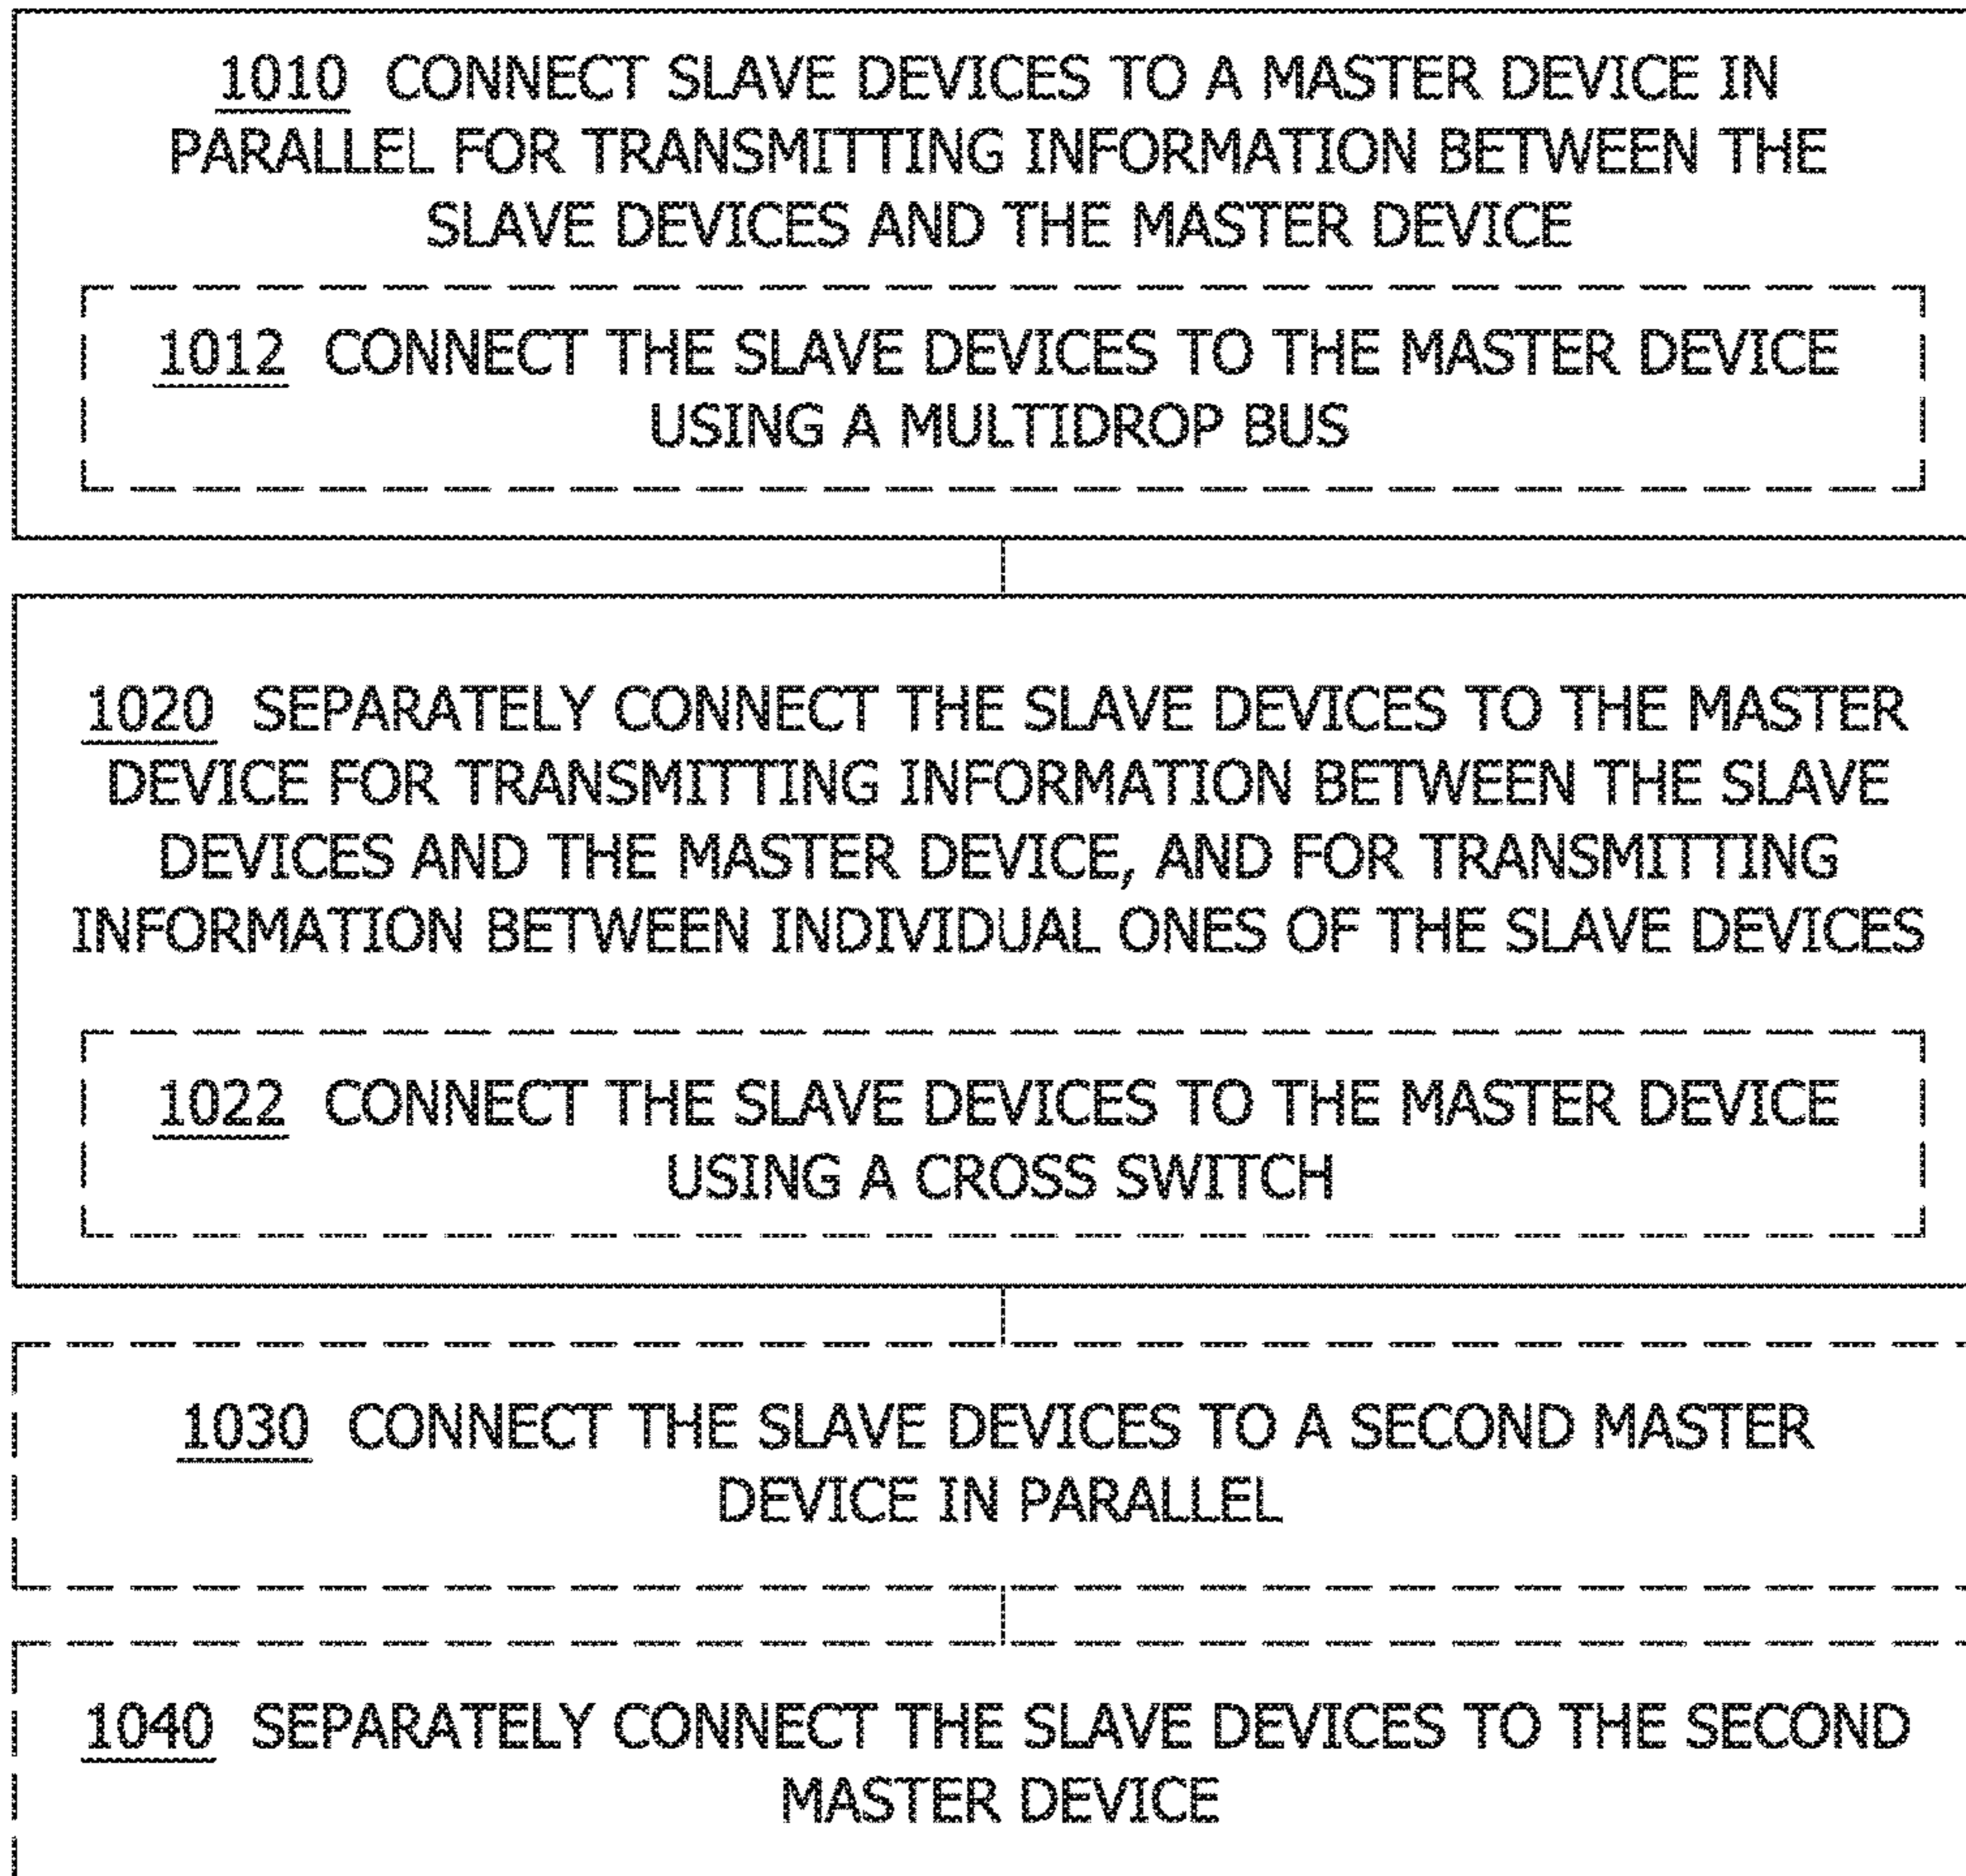 1010 CONNECT SLAVE DEVICES TO A MASTER DEVICE IN
PARALLEL FOR TRANSMITTING INFORMATION BETWEEN THE
SLAVE DEVICES AND THE MASTER DEVICE
1012 CONNECT THE SLAVE DEVICES TO THE MASTER DEVICE
USING A MULTIDROP BUS
1020 SEPARATELY CONNECT THE SLAVE DEVICES TO THE MASTER
DEVICE FOR TRANSMITTING INFORMATION BETWEEN THE SLAVE
DEVICES AND THE MASTER DEVICE, AND FOR TRANSMITTING
INFORMATION BETWEEN INDIVIDUAL ONES OF THE SLAVE DEVICES
1022 CONNECT THE SLAVE DEVICES TO THE MASTER DEVICE
USING A CROSS SWITCH
1030 CONNECT THE SLAVE DEVICES TO A SECOND MASTER
DEVICE IN PARALLEL
1040 SEPARATELY CONNECT THE SLAVE DEVICES TO THE SECOND
MASTER DEVICE